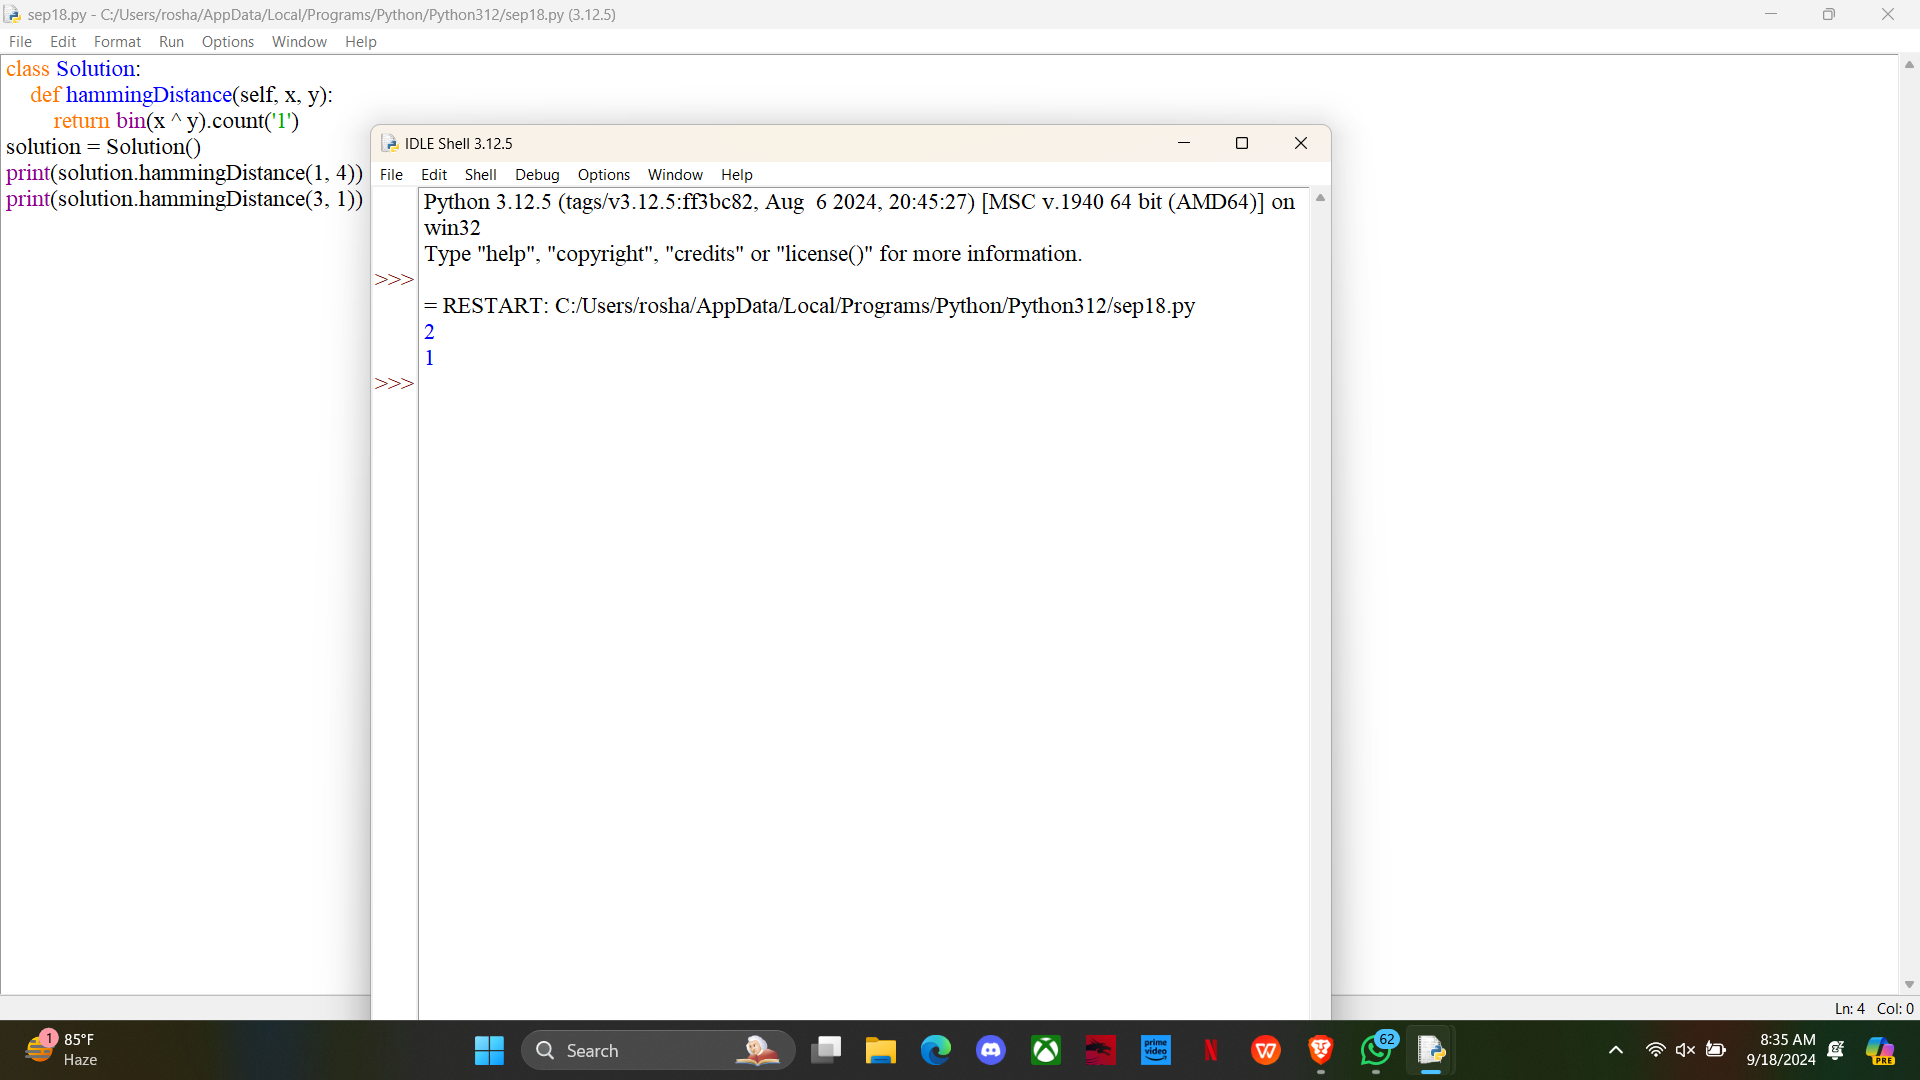 sep18.py - C:/Users/rosha/AppData/Local/Programs/Python/Python312/sep18.py (3.12.5)
File Edit Format Run Options Window Help
class Solution:
    def hammingDistance(self, x, y):
        return bin(x ^ y).count('1')
solution = Solution()
print(solution.hammingDistance(1, 4))
print(solution.hammingDistance(3, 1))
IDLE Shell 3.12.5
File Edit Shell Debug Options Window Help
Python 3.12.5 (tags/v3.12.5:ff3bc82, Aug  6 2024, 20:45:27) [MSC v.1940 64 bit (AMD64)] on
win32
Type "help", "copyright", "credits" or "license()" for more information.
>>>
= RESTART: C:/Users/rosha/AppData/Local/Programs/Python/Python312/sep18.py
2
1
>>>
Ln: 4 Col: 0
1
85°F
Haze
Search
prime video
N
W
62
8:35 AM
9/18/2024
PRE